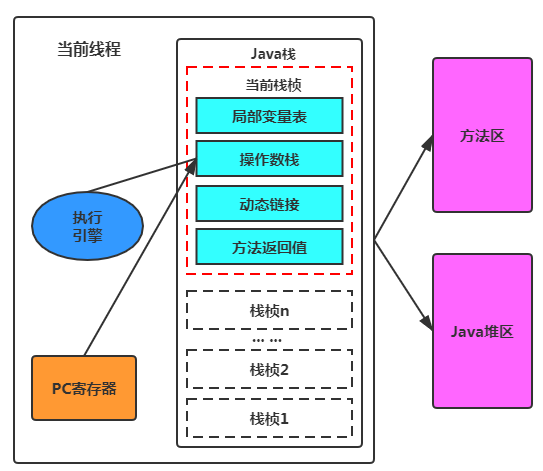 当前线程
Java栈
当前栈桢
局部变量表
操作数栈
动态链接
方法返回值
执行
引擎
PC寄存器
栈桢n
... ...
栈桢2
栈桢1
方法区
Java堆区